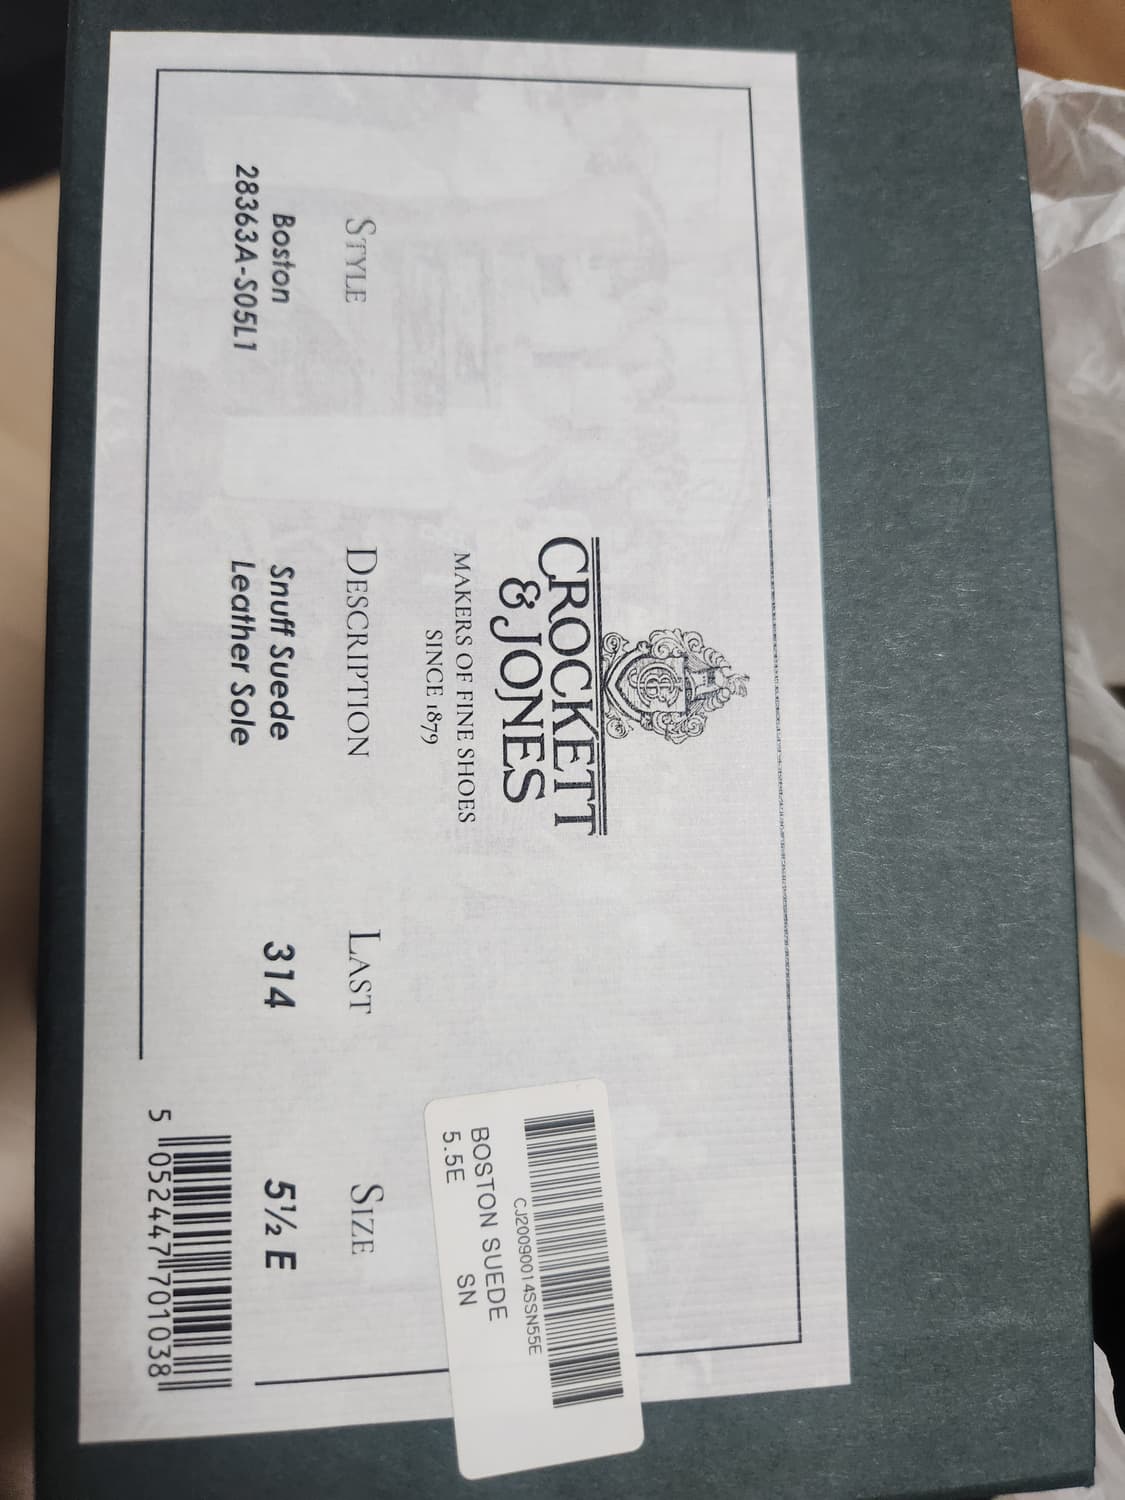 CROCKETT
& JONES
MAKERS OF FINE SHOES
SINCE 1879
STYLE
Boston
28363A-S05L1
DESCRIPTION
Snuff Suede
Leather Sole
LAST
314
SIZE
5½ E
5 052447 701038
CJ20090014SSN55E
BOSTON SUEDE
5.5E SN